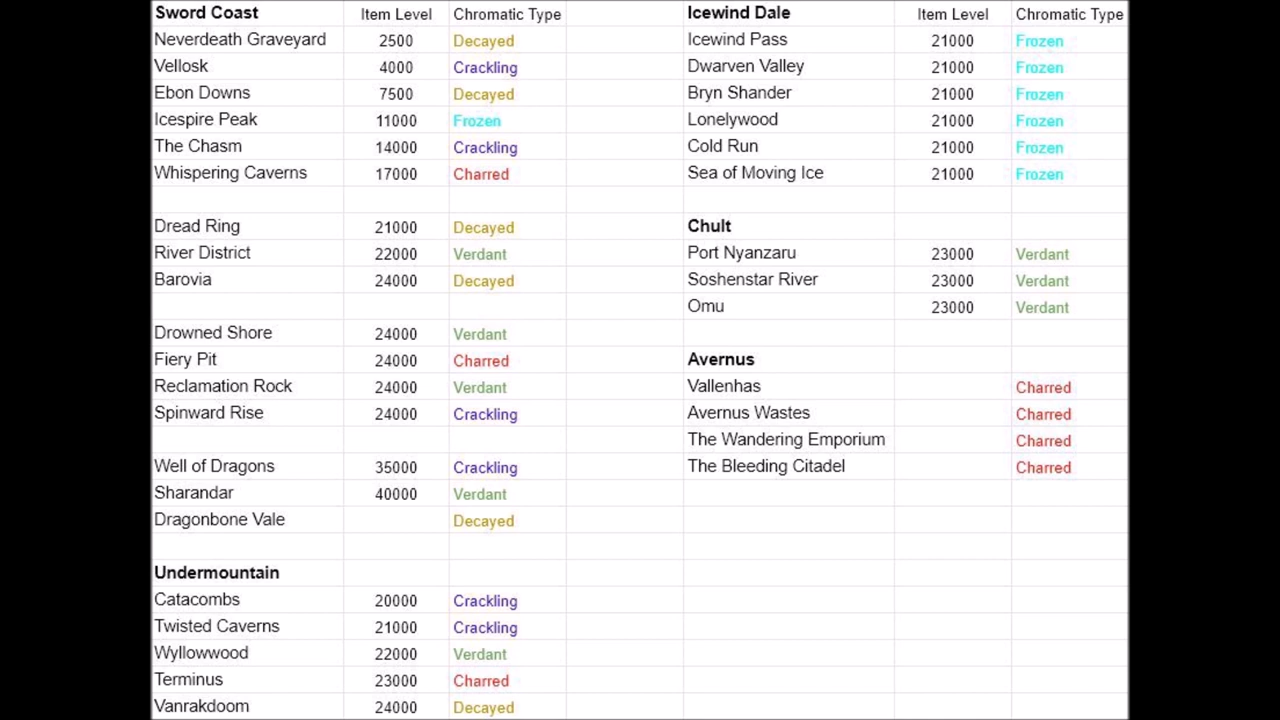 Sword Coast Item Level Chromatic Type Icewind Dale Item Level Chromatic Type
Neverdeath Graveyard 2500 Decayed Icewind Pass 21000 Frozen
Vellosk 4000 Crackling Dwarven Valley 21000 Frozen
Ebon Downs 7500 Decayed Bryn Shander 21000 Frozen
Icespire Peak 11000 Frozen Lonelywood 21000 Frozen
The Chasm 14000 Crackling Cold Run 21000 Frozen
Whispering Caverns 17000 Charred Sea of Moving Ice 21000 Frozen
Dread Ring 21000 Decayed Chult
River District 22000 Verdant Port Nyanzaru 23000 Verdant
Barovia 24000 Decayed Soshenstar River 23000 Verdant
Omu 23000 Verdant
Drowned Shore 24000 Verdant
Fiery Pit 24000 Charred Avernus
Reclamation Rock 24000 Verdant Vallenhas Charred
Spinward Rise 24000 Crackling Avernus Wastes Charred
The Wandering Emporium Charred
Well of Dragons 35000 Crackling The Bleeding Citadel Charred
Sharandar 40000 Verdant
Dragonbone Vale Decayed
Undermountain
Catacombs 20000 Crackling
Twisted Caverns 21000 Crackling
Wyllowwood 22000 Verdant
Terminus 23000 Charred
Vanrakdoom 24000 Decayed